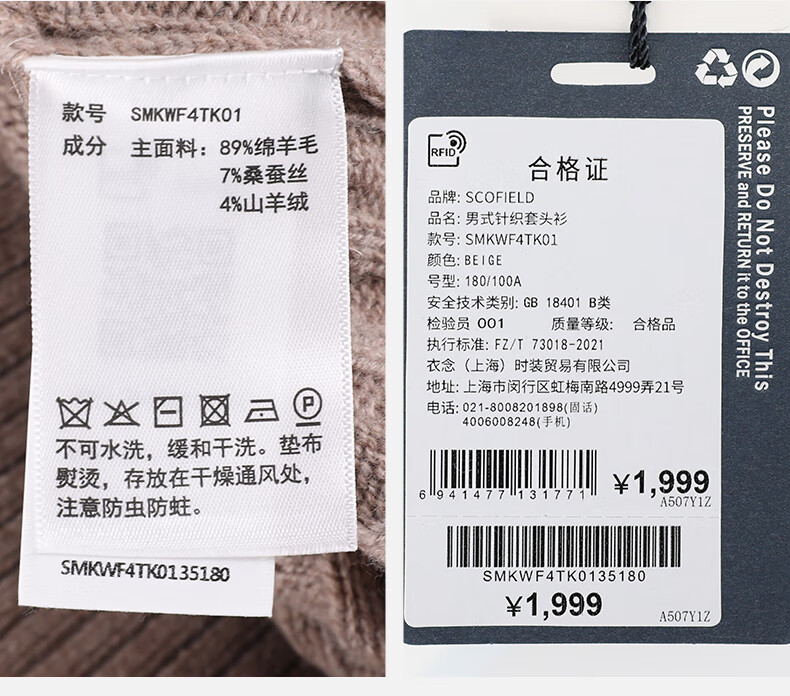 款号 SMKWF4TK01
成分 主面料：89%绵羊毛
7%桑蚕丝
4%山羊绒
P
不可水洗，缓和干洗。垫布
熨烫，存放在干燥通风处，
注意防虫防蛀。
SMKWF4TK0135180
RFID
合格证
品牌: SCOFIELD
品名: 男式针织套头衫
款号: SMKWF4TK01
颜色: BEIGE
号型: 180/100A
安全技术类别: GB 18401 B类
检验员 001 质量等级: 合格品
执行标准: FZ/T 73018-2021
衣念（上海）时装贸易有限公司
地址: 上海市闵行区虹梅南路4999弄21号
电话: 021-8008201898(固话)
4006008248(手机)
6 941477 131771
¥1,999
A507Y1Z
SMKWF4TK0135180
¥1,999
A507Y1Z
Please Do Not Destroy This
PRESERVE and RETURN it to the OFFICE